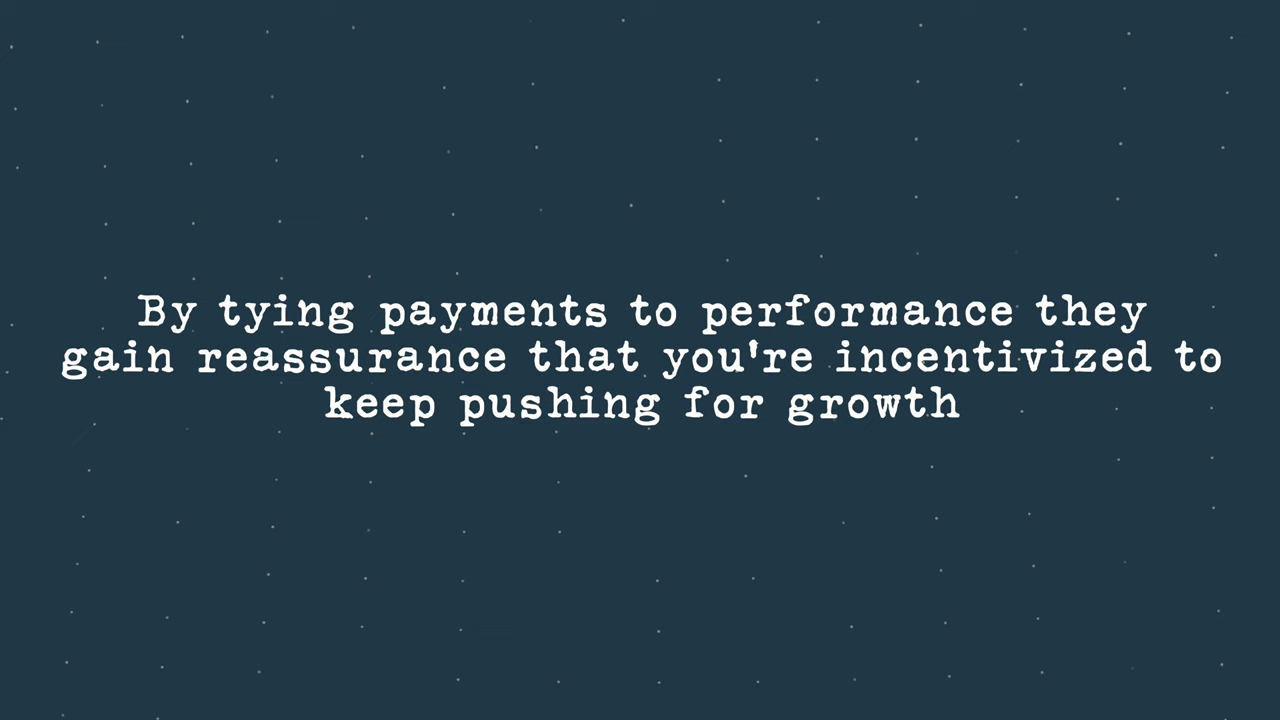 By tying payments to performance they
gain reassurance that you're incentivized to
keep pushing for growth